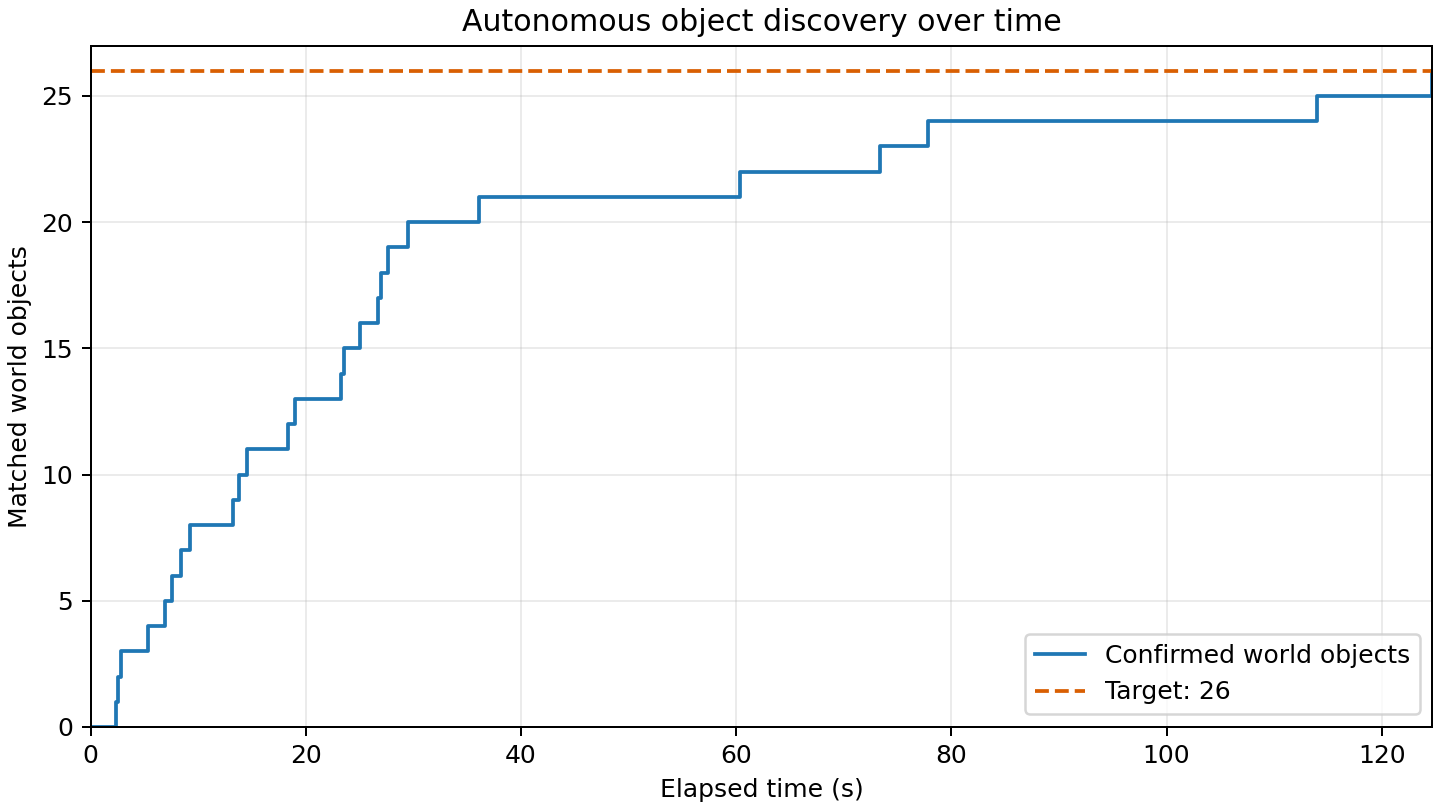 Autonomous object discovery over time
Matched world objects
25
20
15
10
5
0
0 20 40 60 80 100 120
Elapsed time (s)
Confirmed world objects
Target: 26